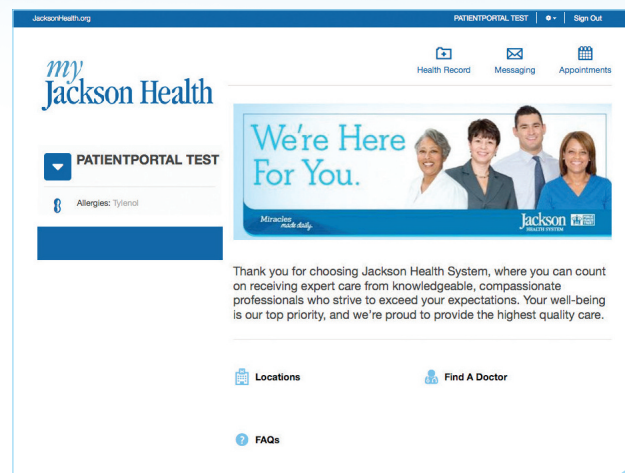 JacksonHealth.org
PATIENTPORTAL TEST
Sign Out
Health Record
Messaging
Appointments
my
Jackson Health
PATIENTPORTAL TEST
Allergies: Tylenol
We're Here
For You.
Miracles
made daily.
Jackson
HEALTH SYSTEM
Thank you for choosing Jackson Health System, where you can count
on receiving expert care from knowledgeable, compassionate
professionals who strive to exceed your expectations. Your well-being
is our top priority, and we're proud to provide the highest quality care.
Locations
Find A Doctor
FAQs